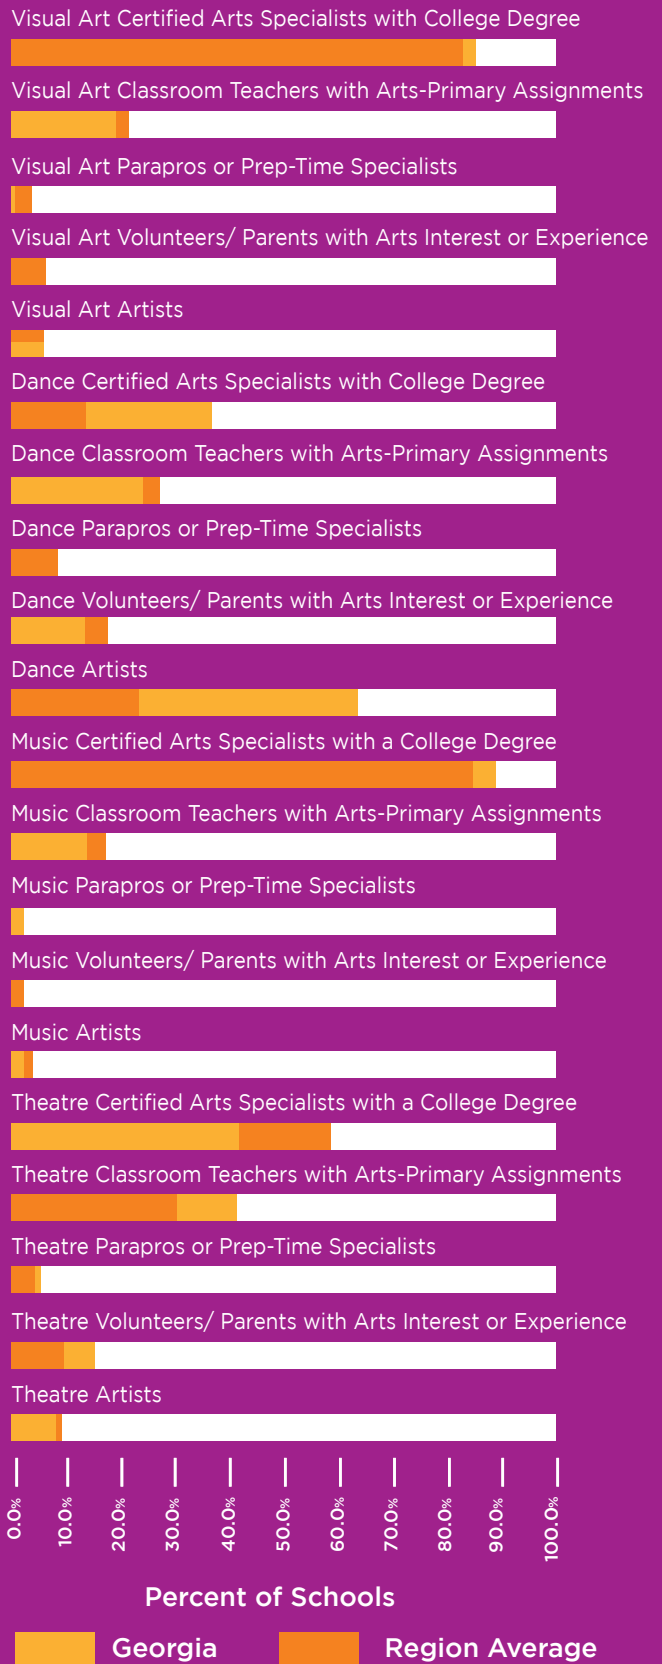 Visual Art Certified Arts Specialists with College Degree
Visual Art Classroom Teachers with Arts-Primary Assignments
Visual Art Parapros or Prep-Time Specialists
Visual Art Volunteers/ Parents with Arts Interest or Experience
Visual Art Artists
Dance Certified Arts Specialists with College Degree
Dance Classroom Teachers with Arts-Primary Assignments
Dance Parapros or Prep-Time Specialists
Dance Volunteers/ Parents with Arts Interest or Experience
Dance Artists
Music Certified Arts Specialists with a College Degree
Music Classroom Teachers with Arts-Primary Assignments
Music Parapros or Prep-Time Specialists
Music Volunteers/ Parents with Arts Interest or Experience
Music Artists
Theatre Certified Arts Specialists with a College Degree
Theatre Classroom Teachers with Arts-Primary Assignments
Theatre Parapros or Prep-Time Specialists
Theatre Volunteers/ Parents with Arts Interest or Experience
Theatre Artists
0.0% 10.0% 20.0% 30.0% 40.0% 50.0% 60.0% 70.0% 80.0% 90.0% 100.0%
Percent of Schools
Georgia Region Average